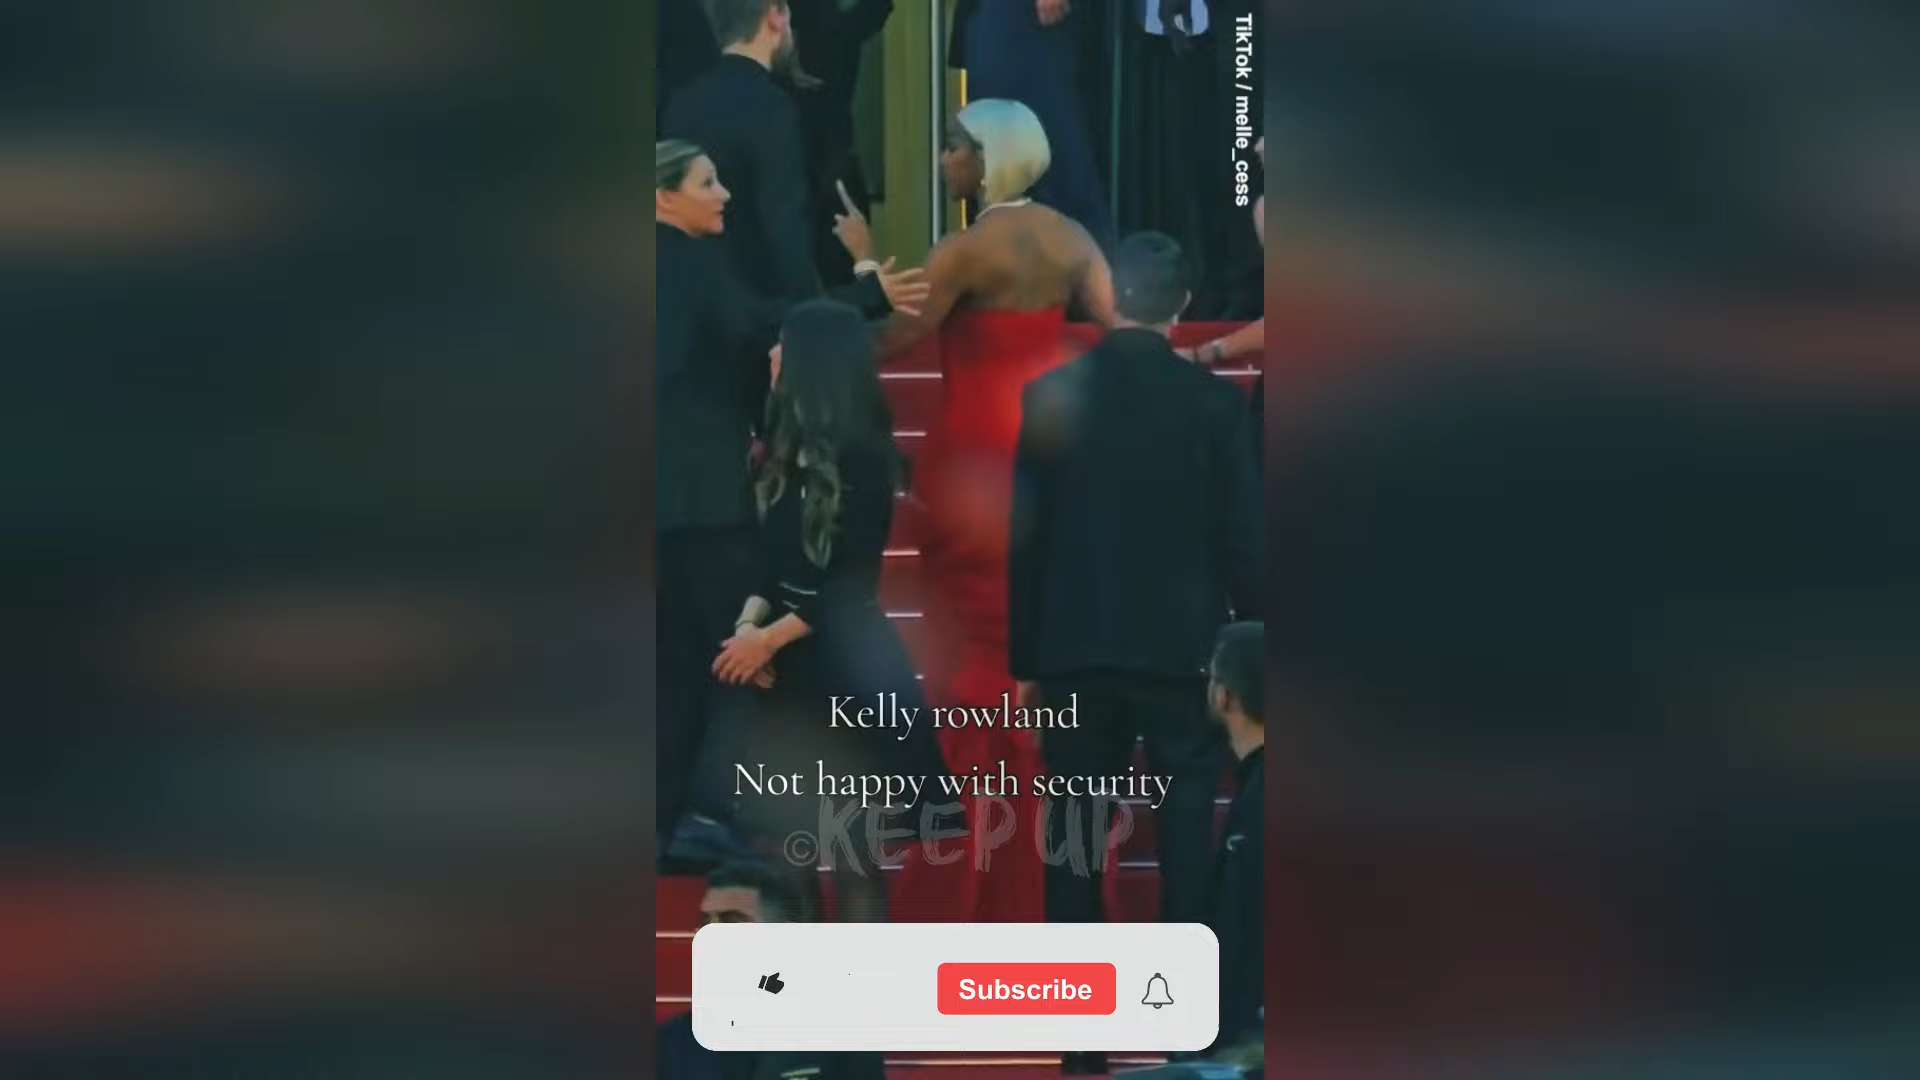 TikTok / melle_cess
Kelly rowland
Not happy with security
©KEEP UP
Subscribe